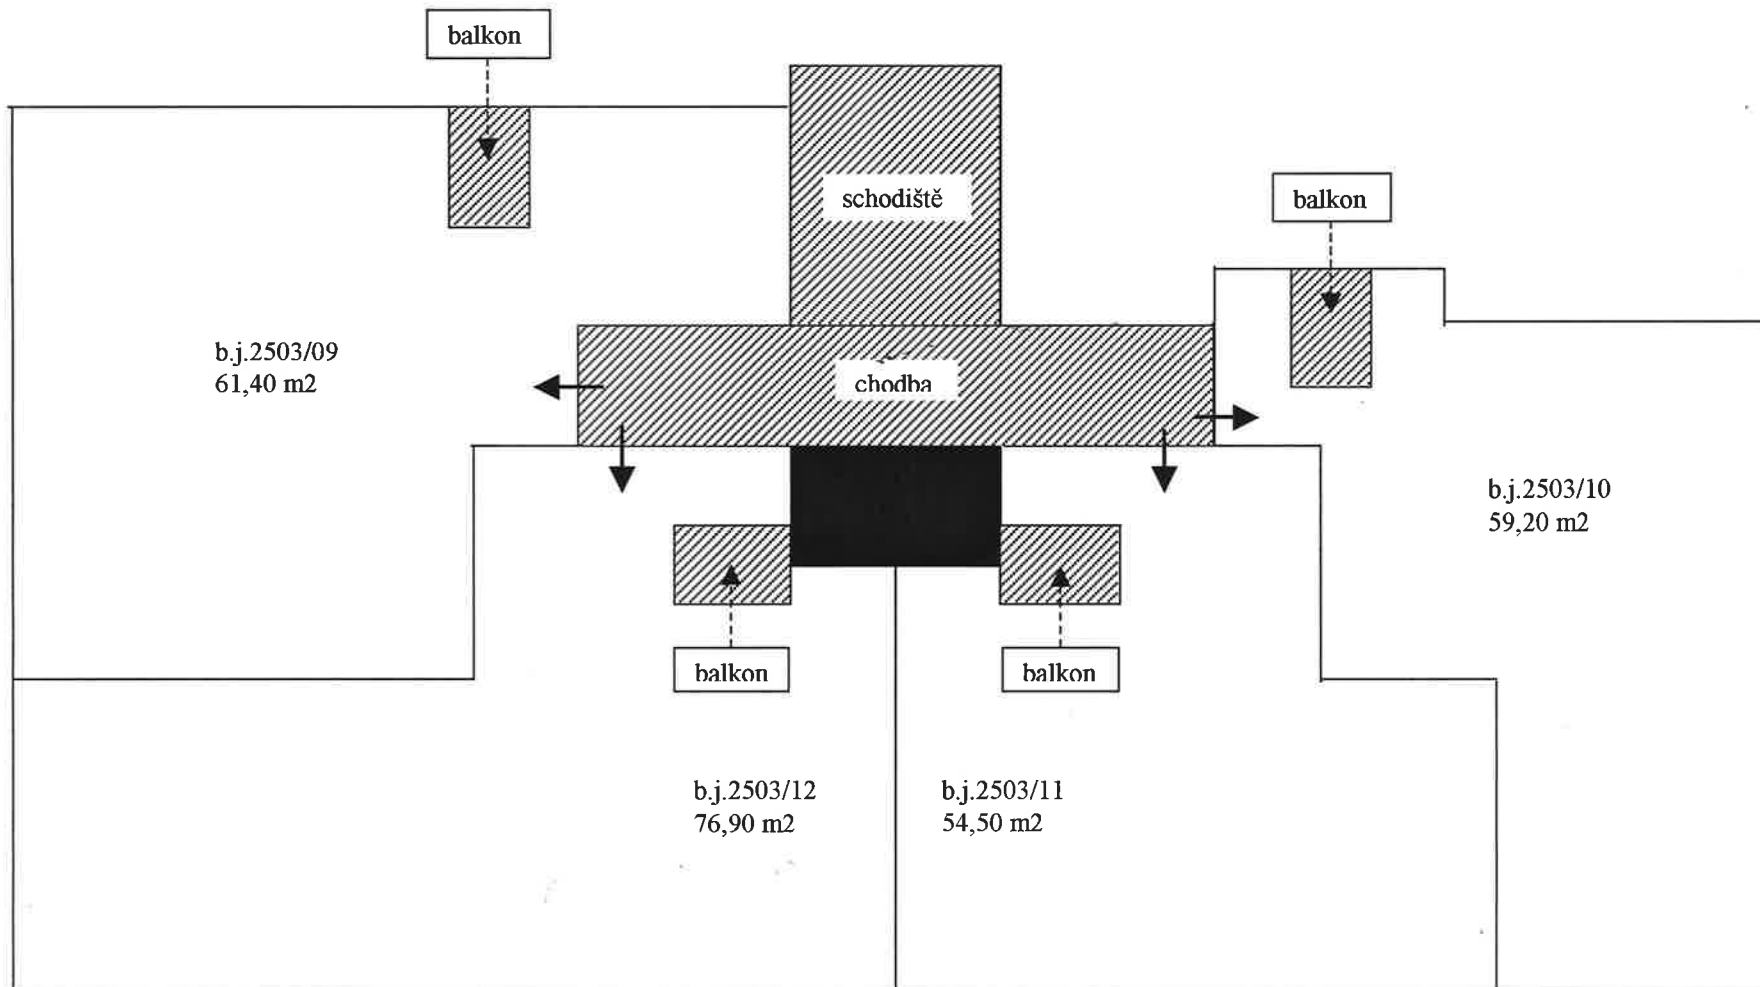 balkon
schodiště
balkon
b.j.2503/09
61,40 m2
chodba
b.j.2503/10
59,20 m2
balkon
balkon
b.j.2503/12
76,90 m2
b.j.2503/11
54,50 m2